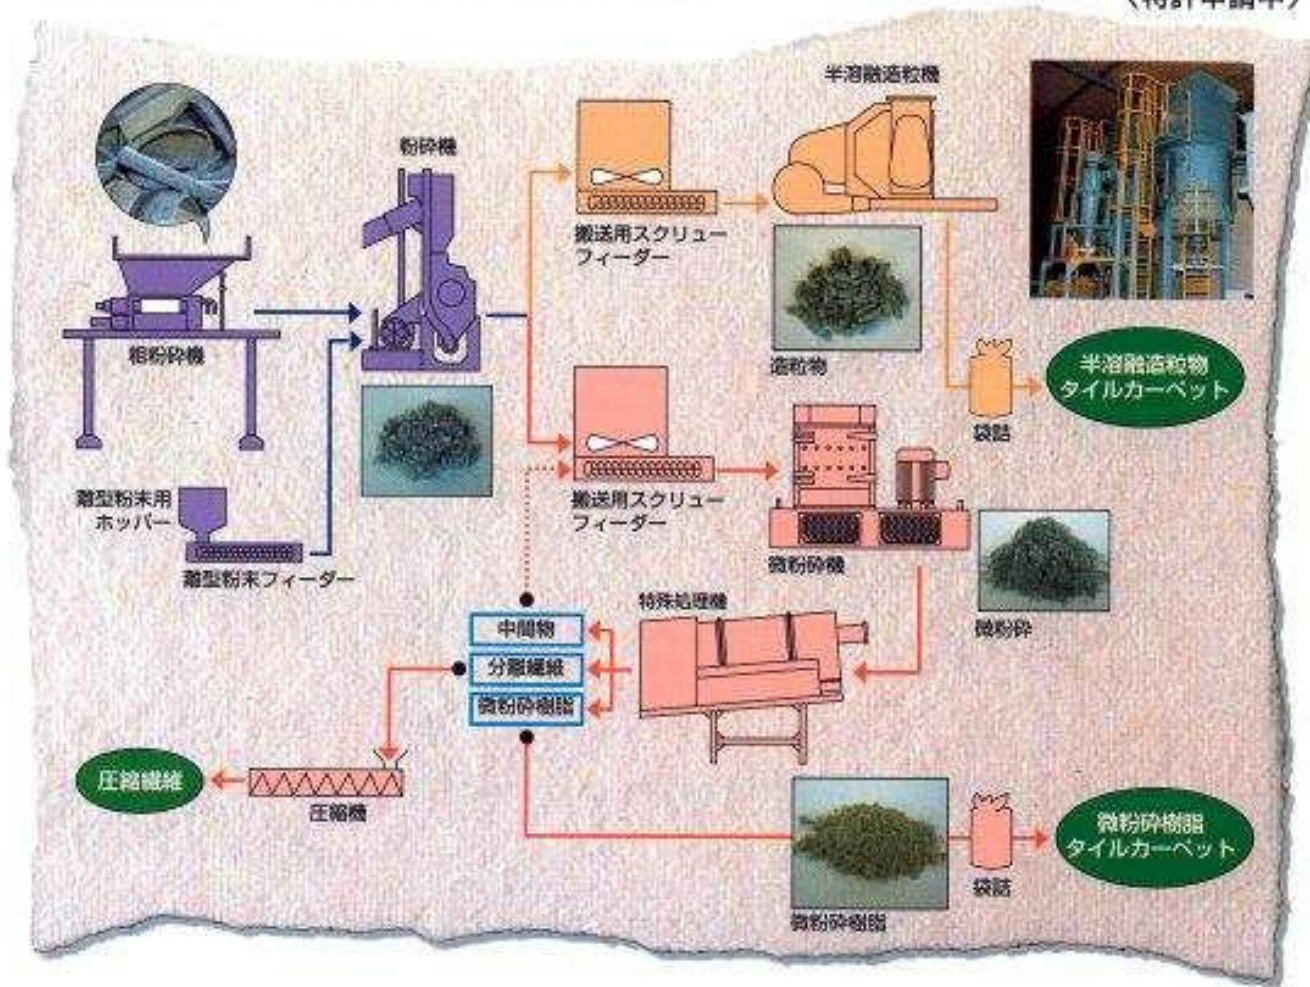 半溶融造粒機
粉砕機
搬送用スクリュー
フィーダー
粗粉砕機
造粒物
半溶融造粒物
タイルカーペット
袋詰
離型粉末用
ホッパー
搬送用スクリュー
フィーダー
離型粉末フィーダー
微粉砕機
特殊処理機
微粉砕
中間物
分離繊維
微粉砕樹脂
圧縮繊維
圧縮機
微粉砕樹脂
タイルカーペット
袋詰
微粉砕樹脂